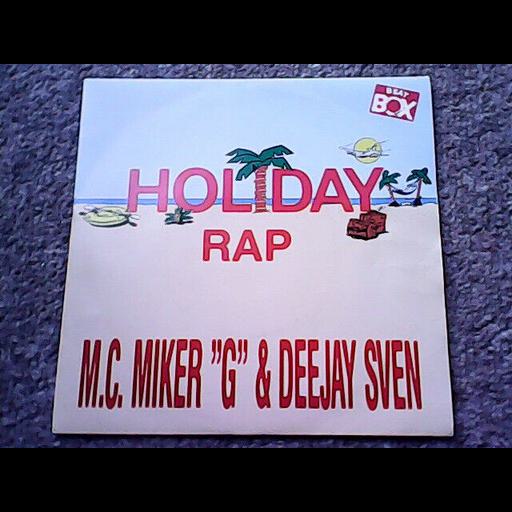 BEAT
BOX
HOLIDAY
RAP
M.C. MIKER "G" & DEEJAY SVEN